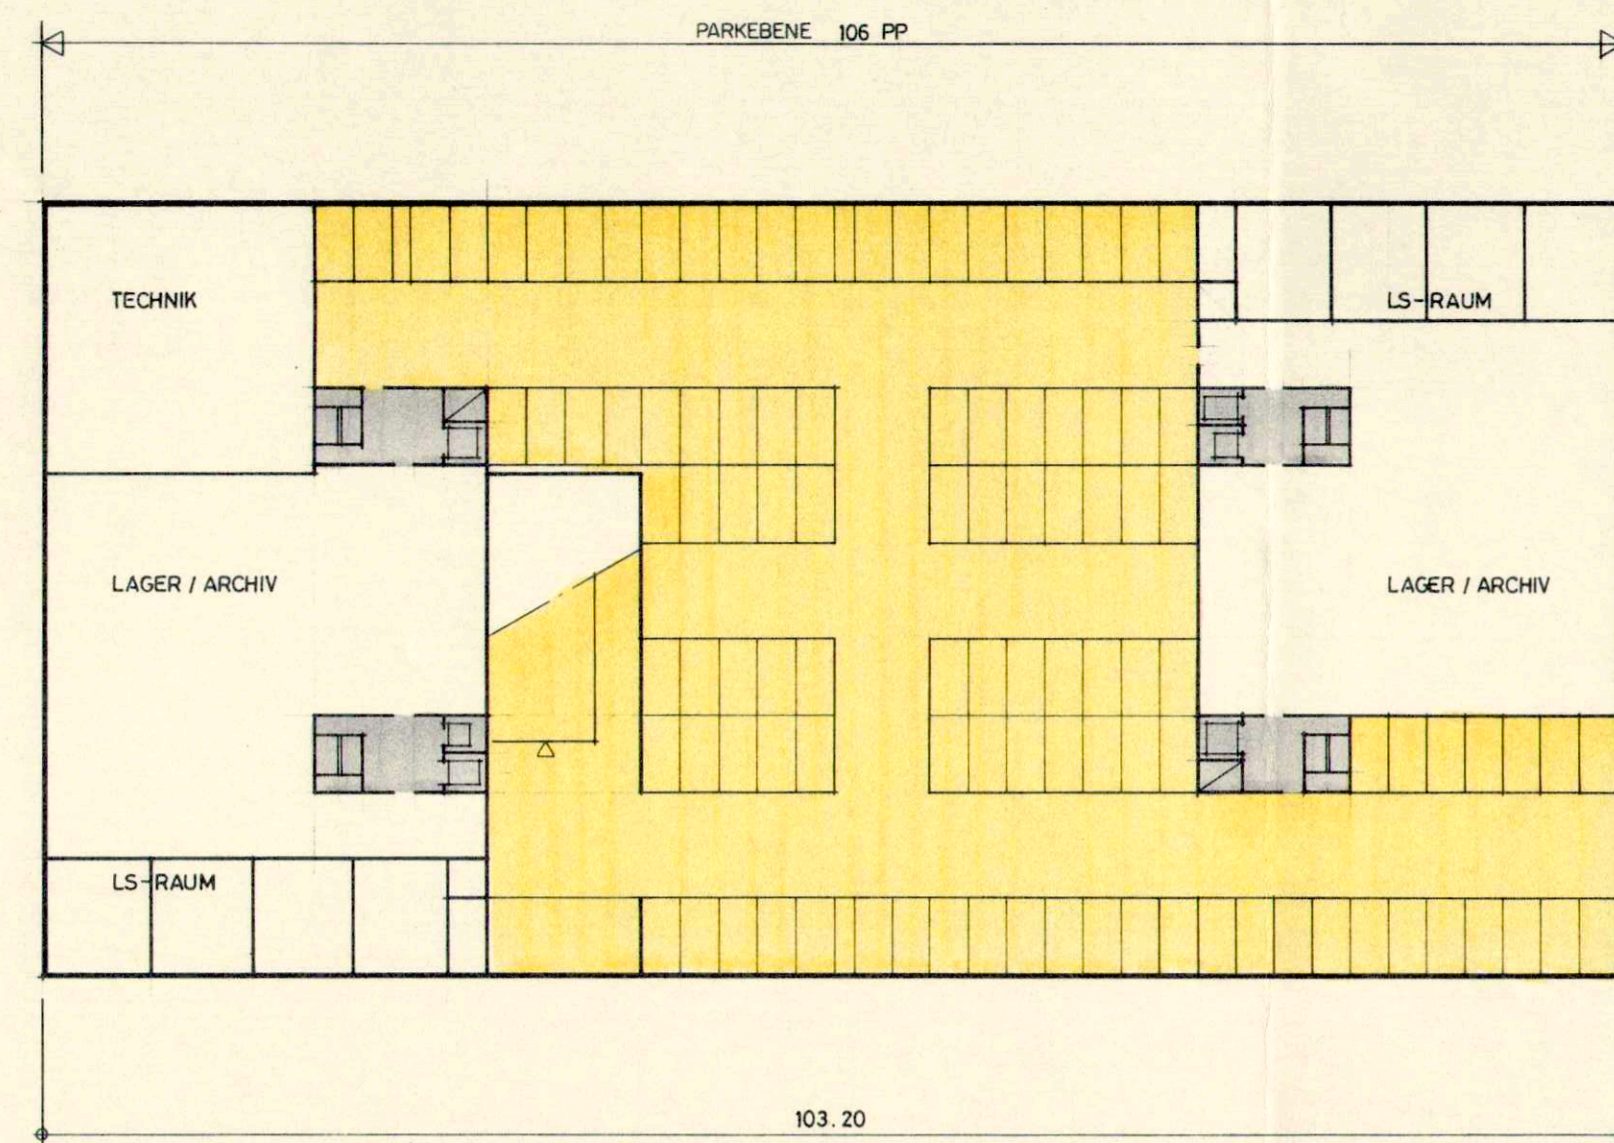 PARKEBENE 106 PP
TECHNIK
LS-RAUM
LAGER / ARCHIV
LAGER / ARCHIV
LS-RAUM
103.20